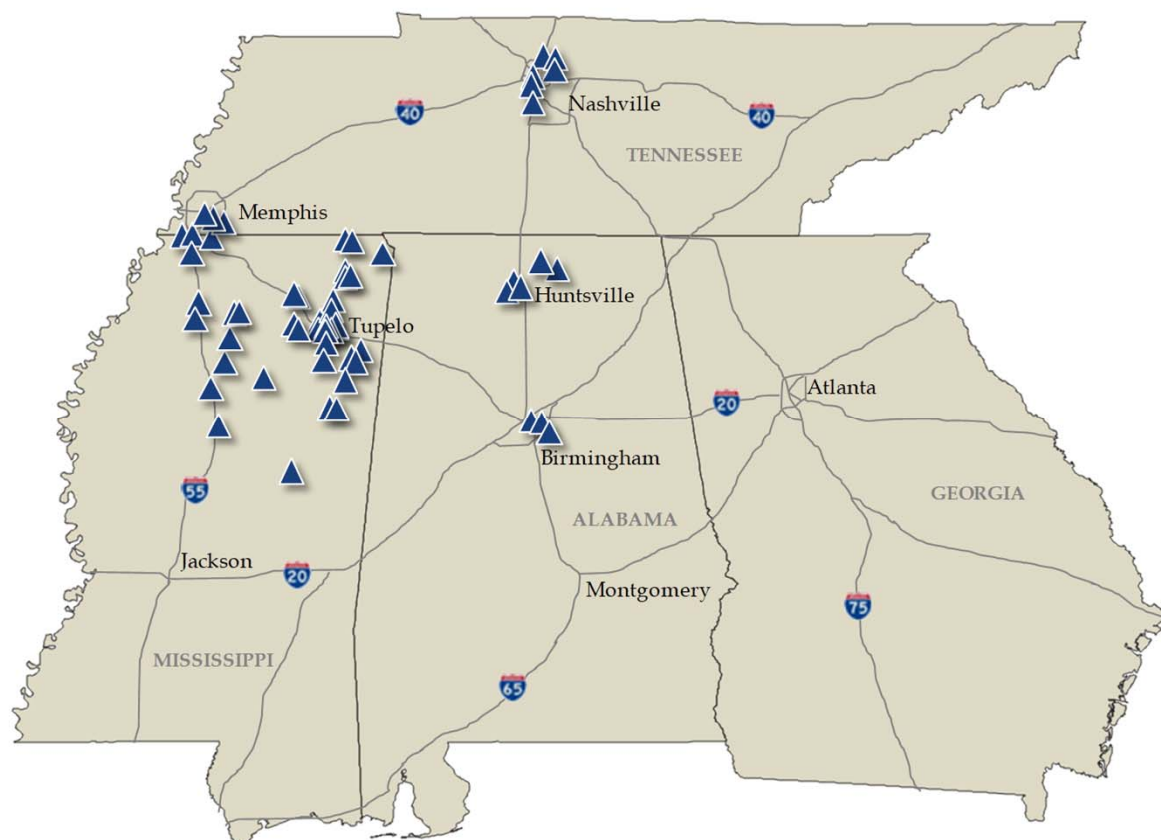 Nashville
40
40
TENNESSEE
Memphis
Huntsville
Tupelo
Atlanta
20
Birmingham
55
GEORGIA
ALABAMA
Jackson
20
Montgomery
75
MISSISSIPPI
65